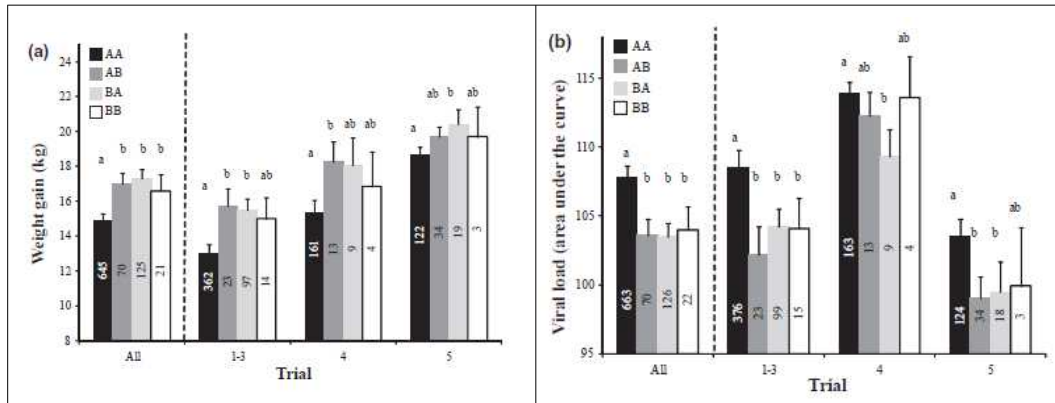 (a)
AA
AB
BA
BB
Weight gain (kg)
24
22
20
18
16
14
12
10
8
a b b b
a b b ab
a b ab ab
a ab b ab
645 70 125 21
362 23 97 14
161 13 9 4
122 34 19 3
All 1-3 4 5
Trial
(b)
AA
AB
BA
BB
Viral load (area under the curve)
115
110
105
100
95
a b b b
a b b b
a ab b ab
a b b ab
663 70 126 22
376 23 99 15
163 13 9 4
124 34 18 3
All 1-3 4 5
Trial